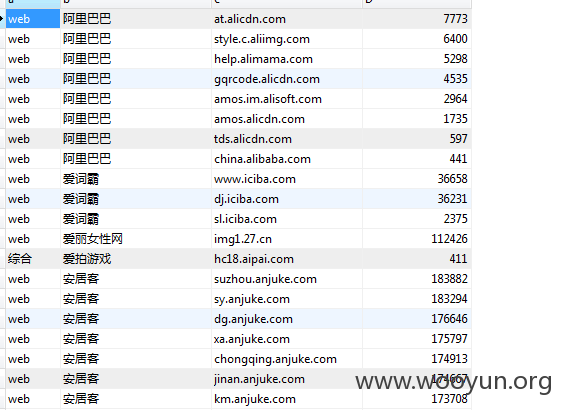 a b c D
web 阿里巴巴 at.alicdn.com 7773
web 阿里巴巴 style.c.aliimg.com 6400
web 阿里巴巴 help.alimama.com 5298
web 阿里巴巴 gqrcode.alicdn.com 4535
web 阿里巴巴 amos.im.alisoft.com 2964
web 阿里巴巴 amos.alicdn.com 1735
web 阿里巴巴 tds.alicdn.com 597
web 阿里巴巴 china.alibaba.com 441
web 爱词霸 www.iciba.com 36658
web 爱词霸 dj.iciba.com 36231
web 爱词霸 sl.iciba.com 2375
web 爱丽女性网 img1.27.cn 112426
综合 爱拍游戏 hc18.aipai.com 411
web 安居客 suzhou.anjuke.com 183882
web 安居客 sy.anjuke.com 183294
web 安居客 dg.anjuke.com 176646
web 安居客 xa.anjuke.com 175797
web 安居客 chongqing.anjuke.com 174913
web 安居客 jinan.anjuke.com 174667
web 安居客 km.anjuke.com 173708
www.wooyun.org